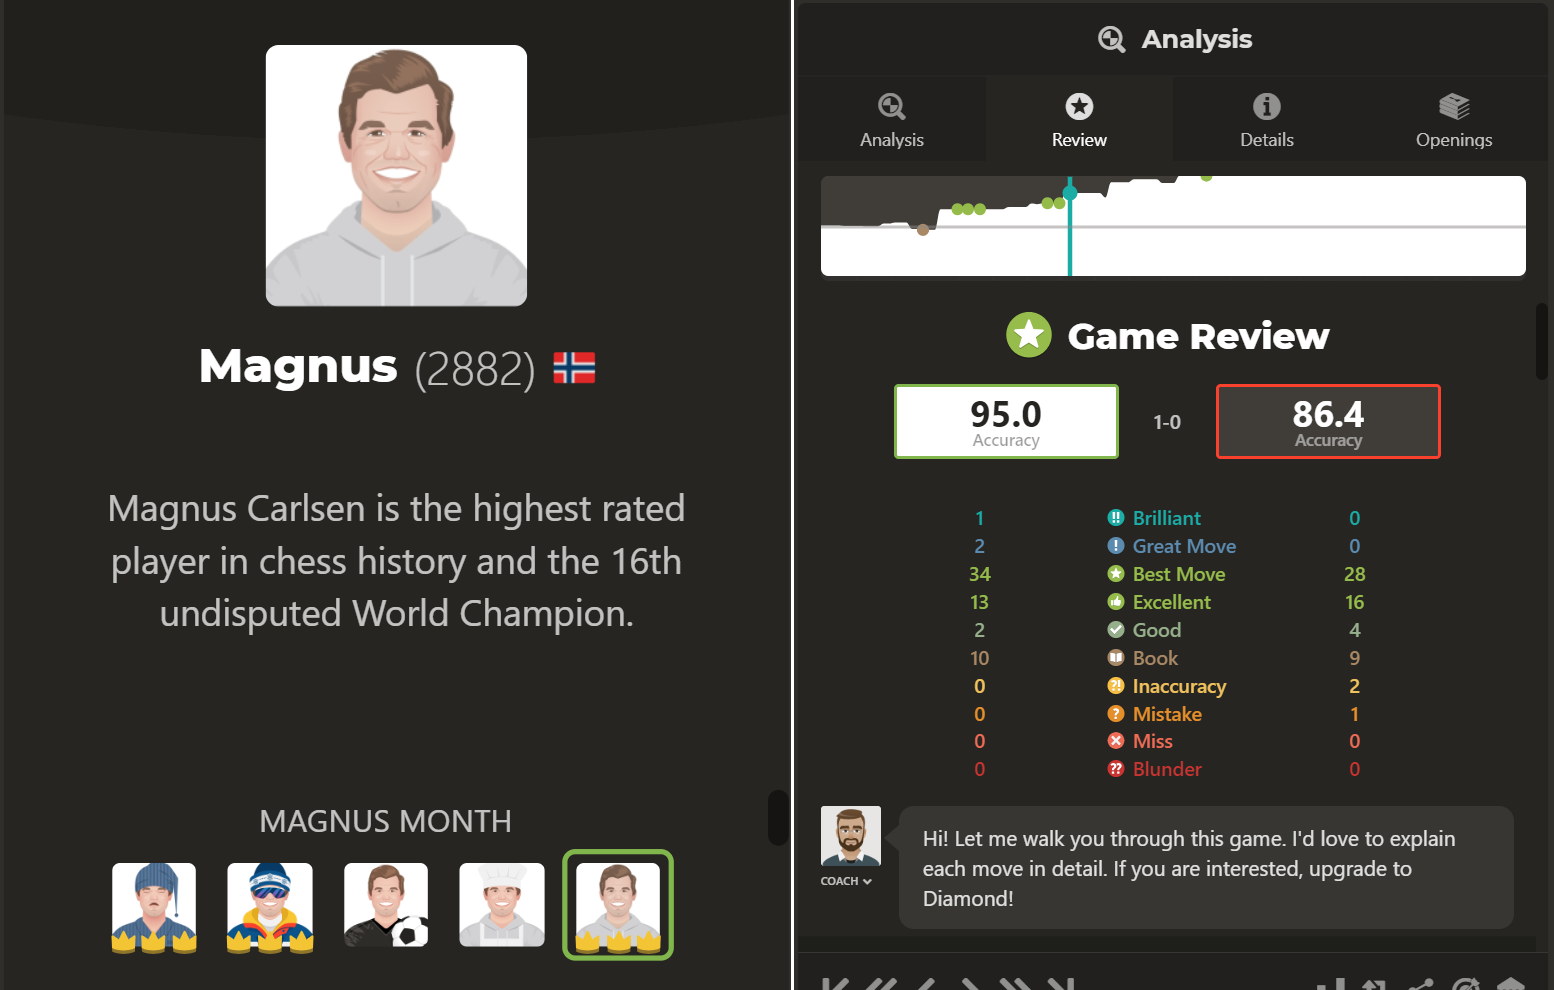 Magnus (2882)
Magnus Carlsen is the highest rated
player in chess history and the 16th
undisputed World Champion.
MAGNUS MONTH
Analysis
Analysis
Review
Details
Openings
Game Review
95.0
Accuracy
1-0
86.4
Accuracy
1 !! Brilliant 0
2 ! Great Move 0
34 Best Move 28
13 Excellent 16
2 Good 4
10 Book 9
0 ?! Inaccuracy 2
0 ? Mistake 1
0 Miss 0
0 ?? Blunder 0
COACH
Hi! Let me walk you through this game. I'd love to explain
each move in detail. If you are interested, upgrade to
Diamond!